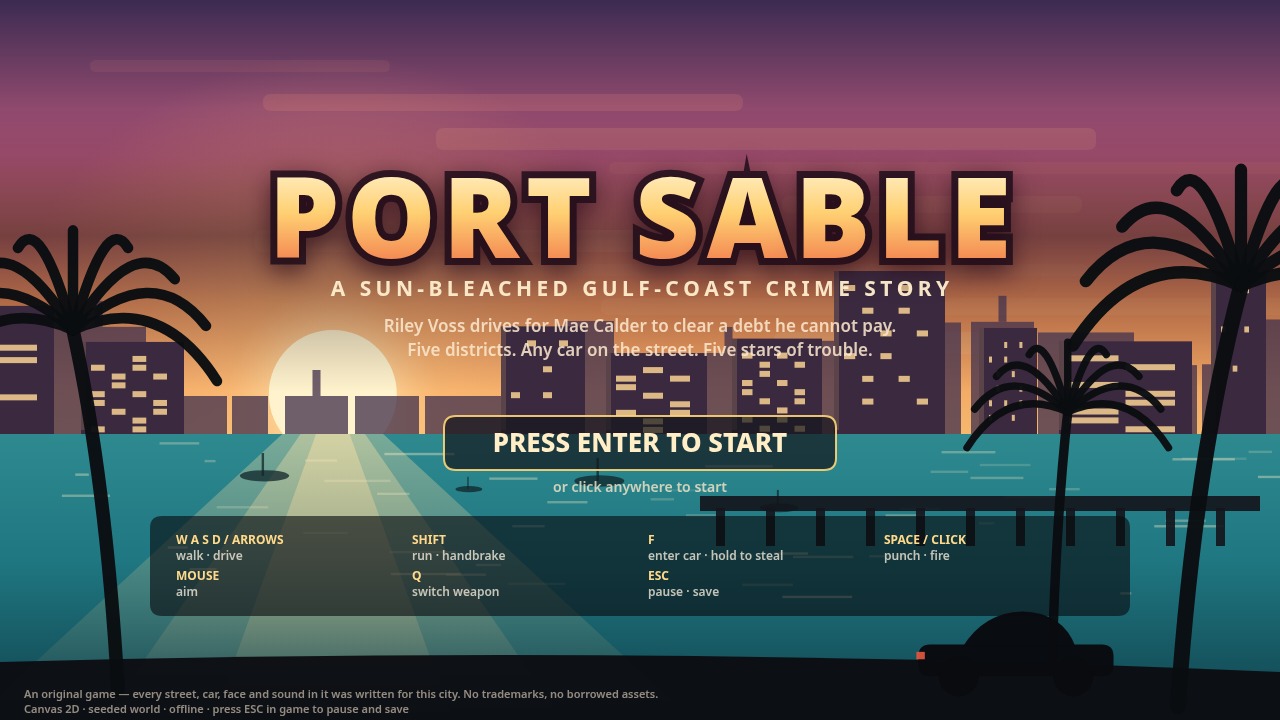 PORT SABLE
A SUN-BLEACHED GULF-COAST CRIME STORY
Riley Voss drives for Mae Calder to clear a debt he cannot pay.
Five districts. Any car on the street. Five stars of trouble.
PRESS ENTER TO START
or click anywhere to start
W A S D / ARROWS
walk · drive
SHIFT
run · handbrake
F
enter car · hold to steal
SPACE / CLICK
punch · fire
MOUSE
aim
Q
switch weapon
ESC
pause · save
An original game — every street, car, face and sound in it was written for this city. No trademarks, no borrowed assets.
Canvas 2D · seeded world · offline · press ESC in game to pause and save